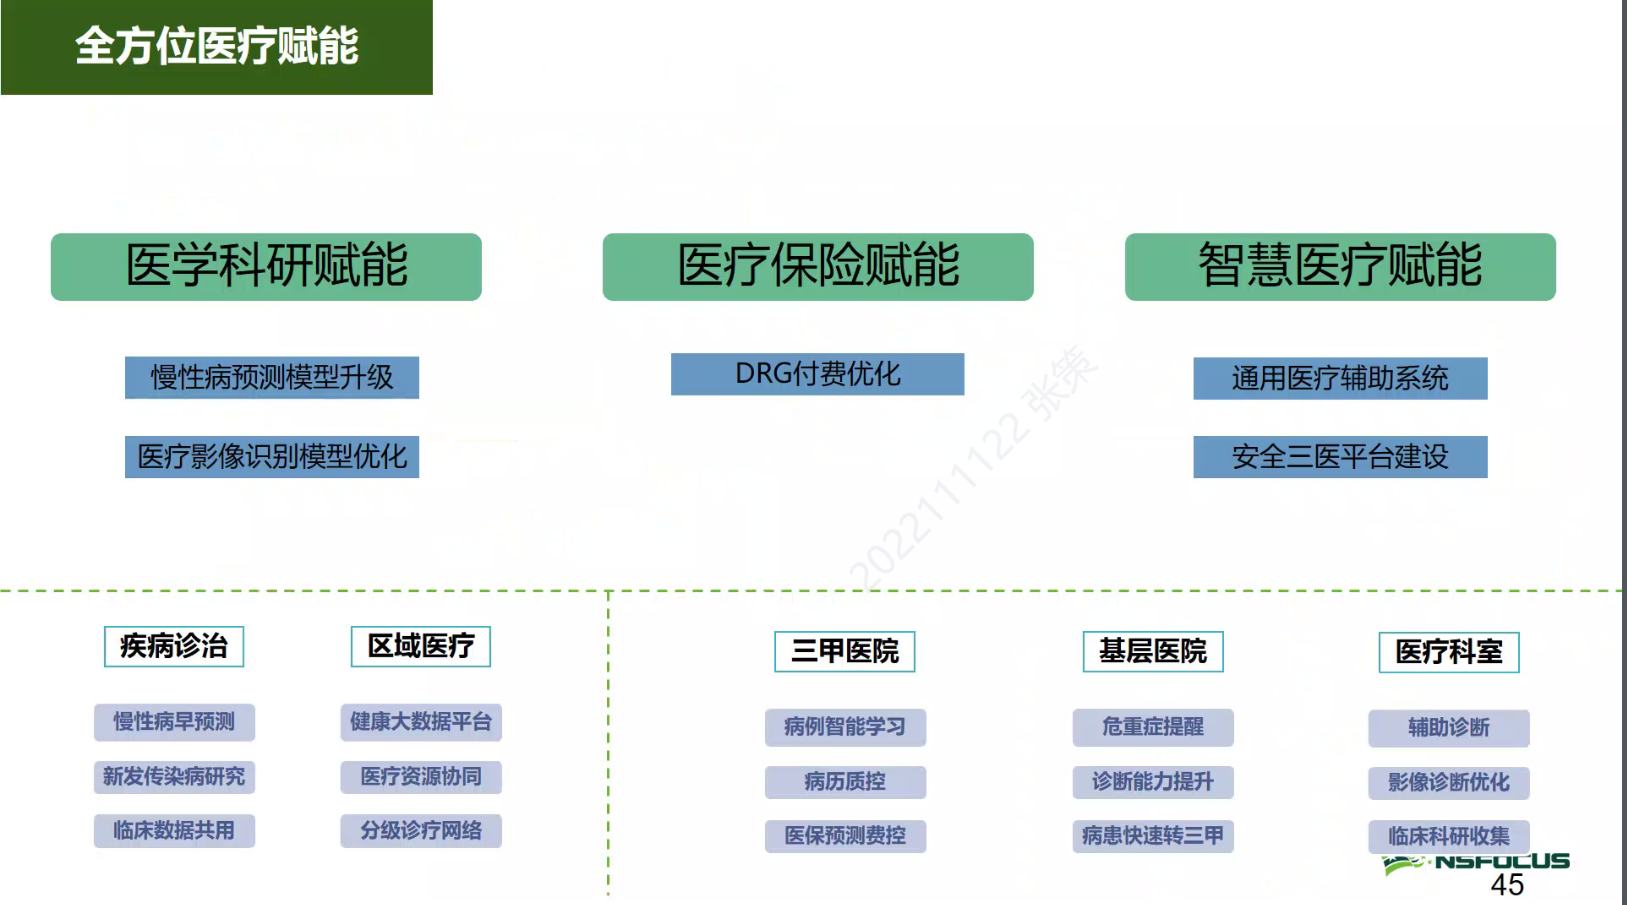 全方位医疗赋能
医学科研赋能
医疗保险赋能
智慧医疗赋能
慢性病预测模型升级
DRG付费优化
通用医疗辅助系统
医疗影像识别模型优化
安全三医平台建设
2022111122 张策
疾病诊治
区域医疗
三甲医院
基层医院
医疗科室
慢性病早预测
健康大数据平台
病例智能学习
危重症提醒
辅助诊断
新发传染病研究
医疗资源协同
病历质控
诊断能力提升
影像诊断优化
临床数据共用
分级诊疗网络
医保预测费控
病患快速转三甲
临床科研收集
NSFOCUS
45